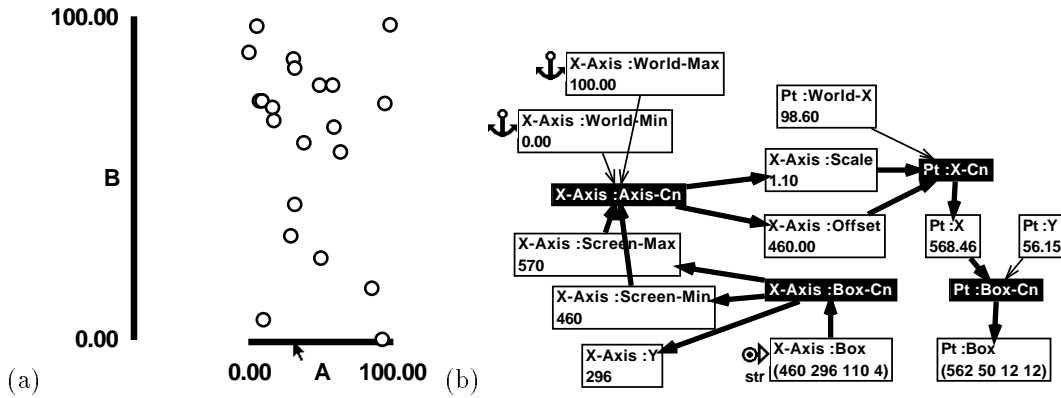 100.00
B
0.00
0.00 A 100.00
(a)
X-Axis :World-Max
100.00
X-Axis :World-Min
0.00
Pt :World-X
98.60
X-Axis :Axis-Cn
X-Axis :Scale
1.10
Pt :X-Cn
X-Axis :Offset
460.00
Pt :X
568.46
Pt :Y
56.15
X-Axis :Screen-Max
570
X-Axis :Screen-Min
460
X-Axis :Box-Cn
Pt :Box-Cn
X-Axis :Y
296
str
X-Axis :Box
(460 296 110 4)
Pt :Box
(562 50 12 12)
(b)